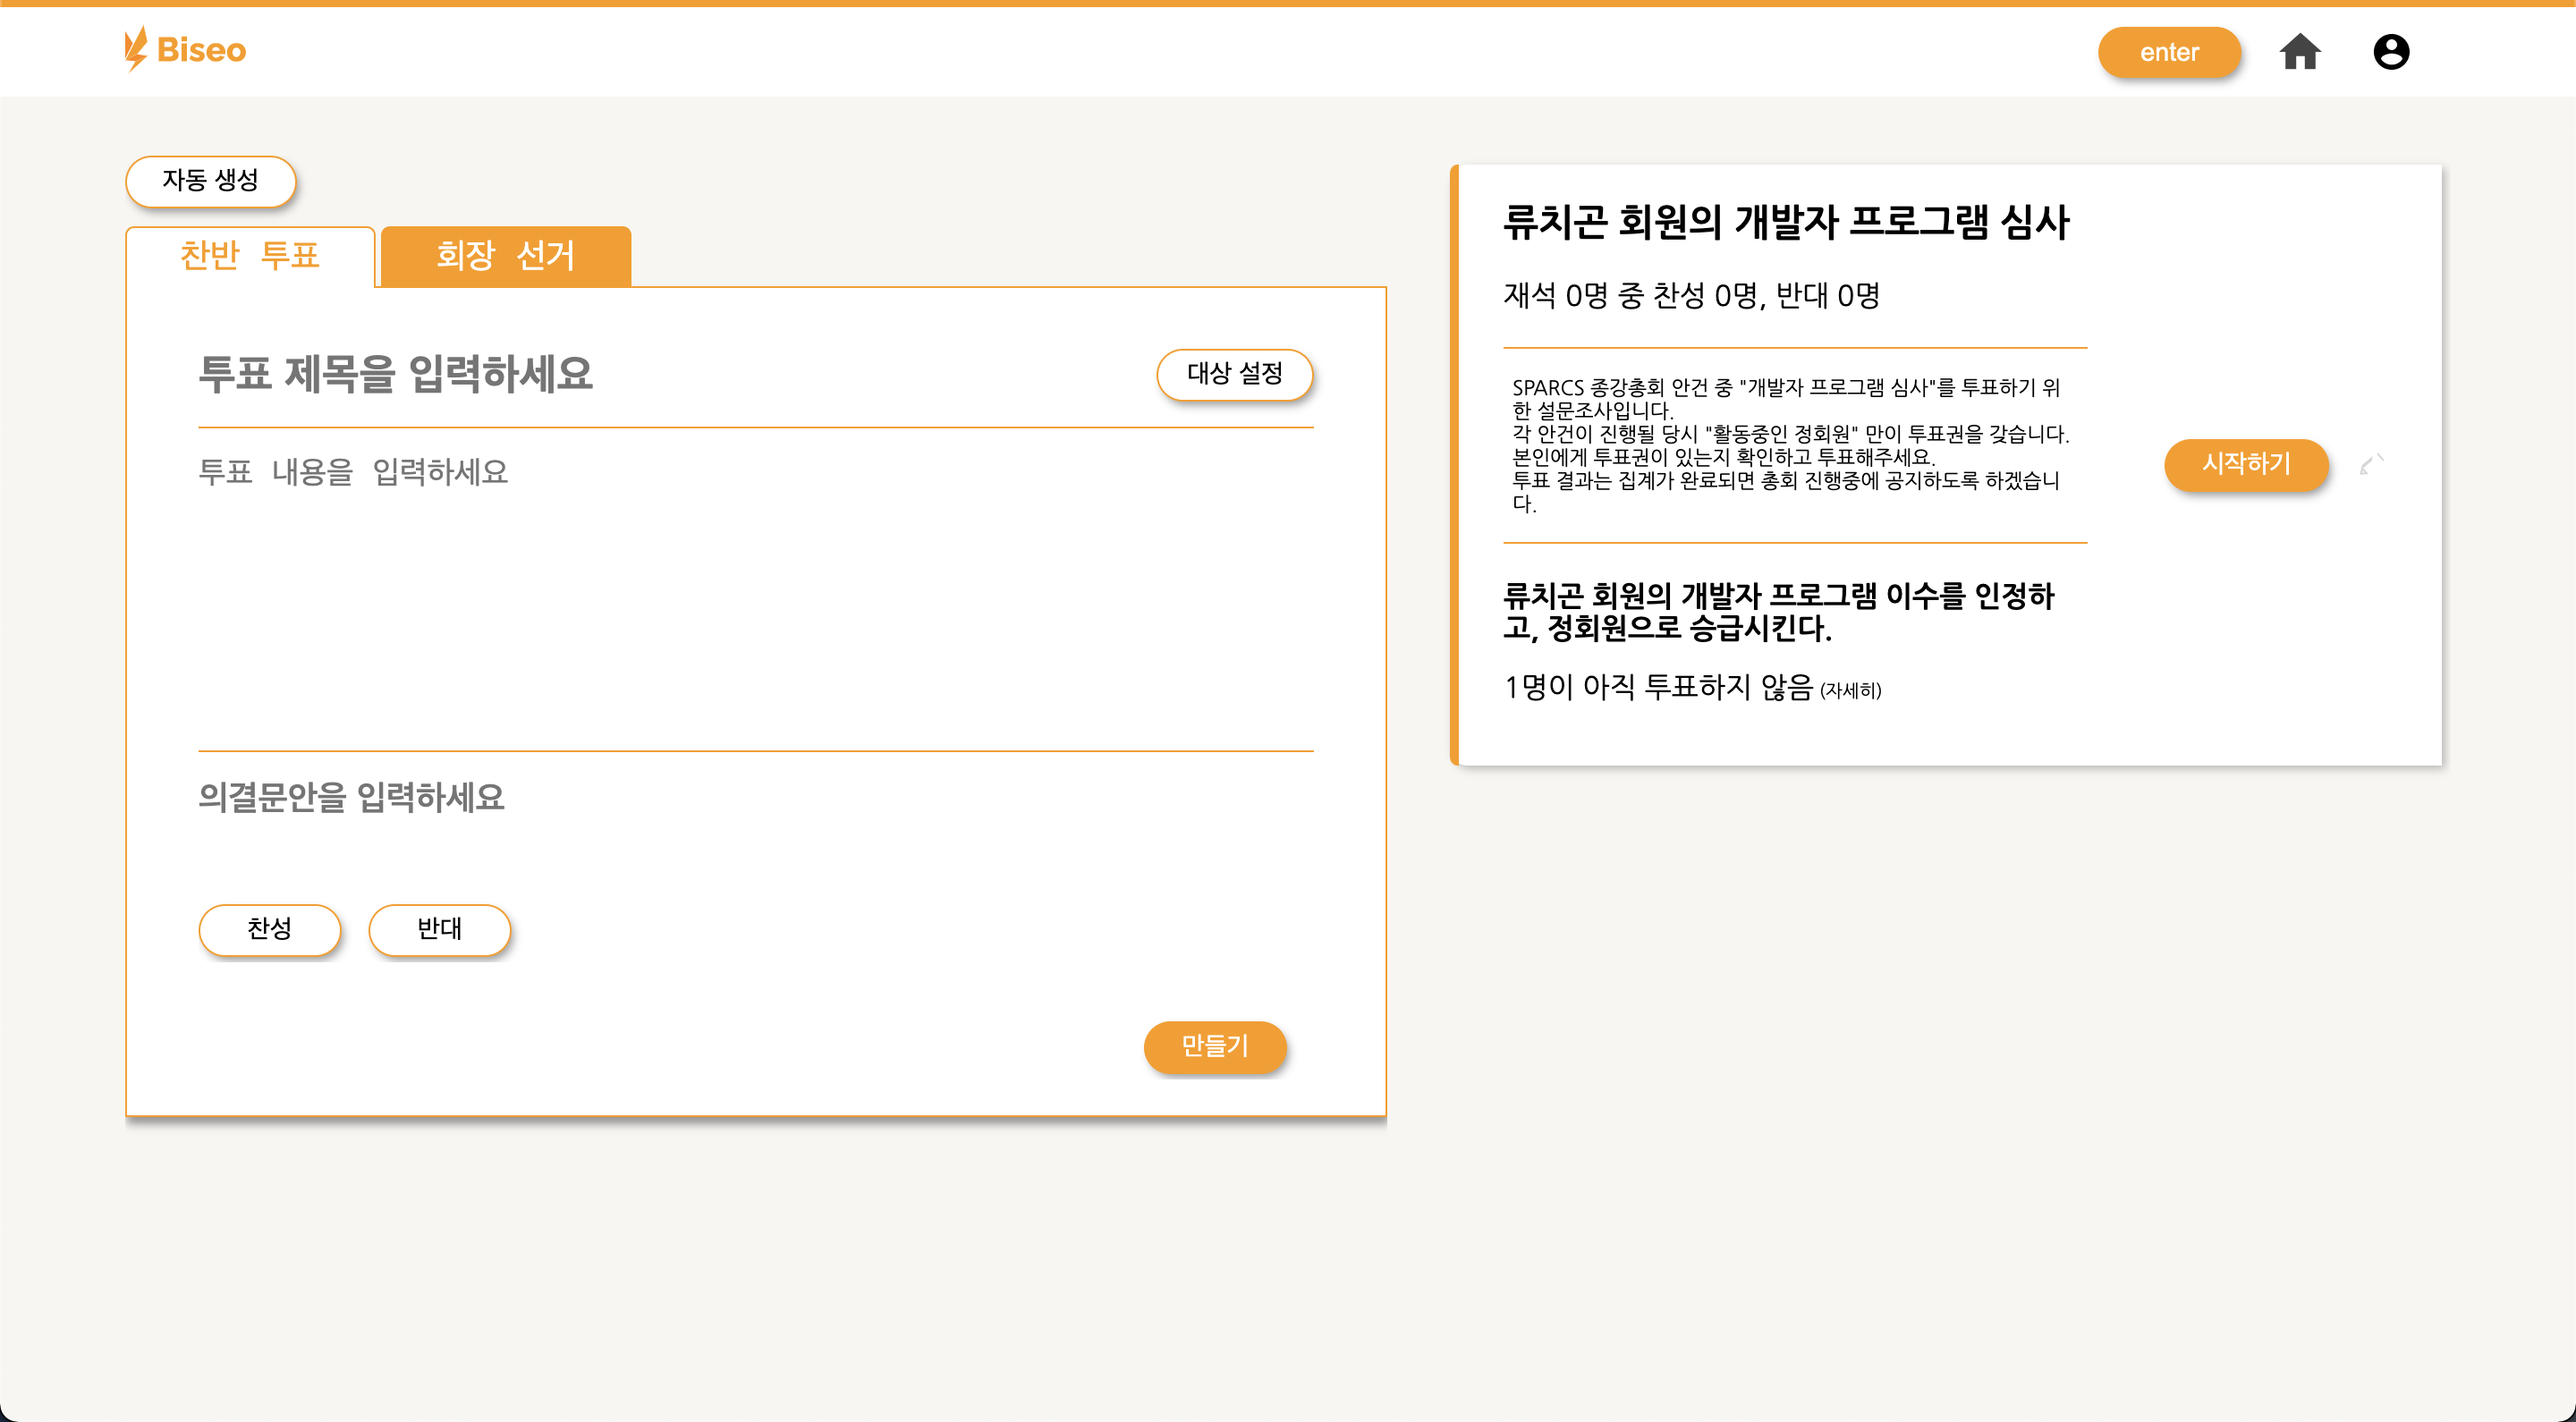 Biseo
enter
자동 생성
찬반 투표
회장 선거
투표 제목을 입력하세요
대상 설정
투표 내용을 입력하세요
의결문안을 입력하세요
찬성
반대
만들기
류치곤 회원의 개발자 프로그램 심사
재석 0명 중 찬성 0명, 반대 0명
SPARCS 종강총회 안건 중 "개발자 프로그램 심사"를 투표하기 위
한 설문조사입니다.
각 안건이 진행될 당시 "활동중인 정회원" 만이 투표권을 갖습니다.
본인에게 투표권이 있는지 확인하고 투표해주세요.
투표 결과는 집계가 완료되면 총회 진행중에 공지하도록 하겠습니
다.
시작하기
류치곤 회원의 개발자 프로그램 이수를 인정하
고, 정회원으로 승급시킨다.
1명이 아직 투표하지 않음 (자세히)